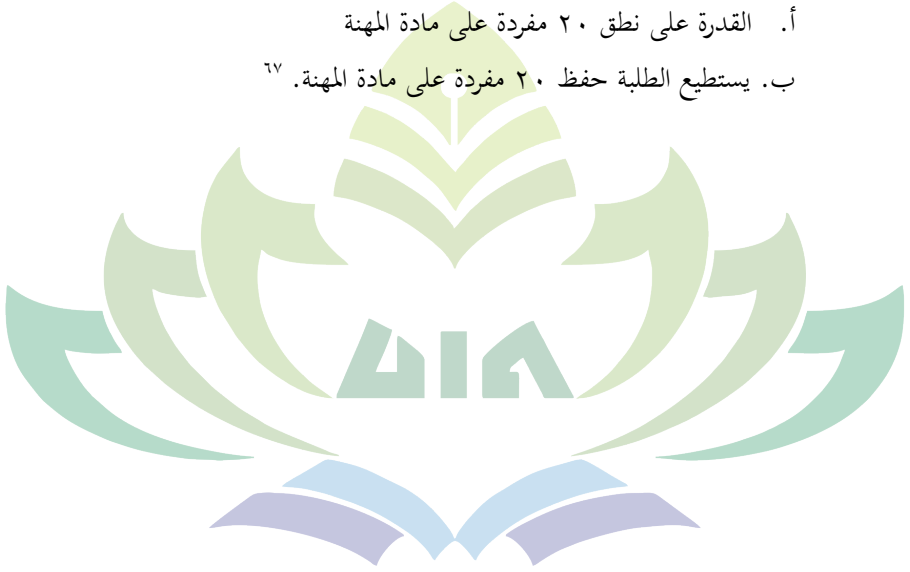 أ. القدرة على نطق ٢٠ مفردة على مادة المهنة
ب. يستطيع الطلبة حفظ ٢٠ مفردة على مادة المهنة. ٦٧